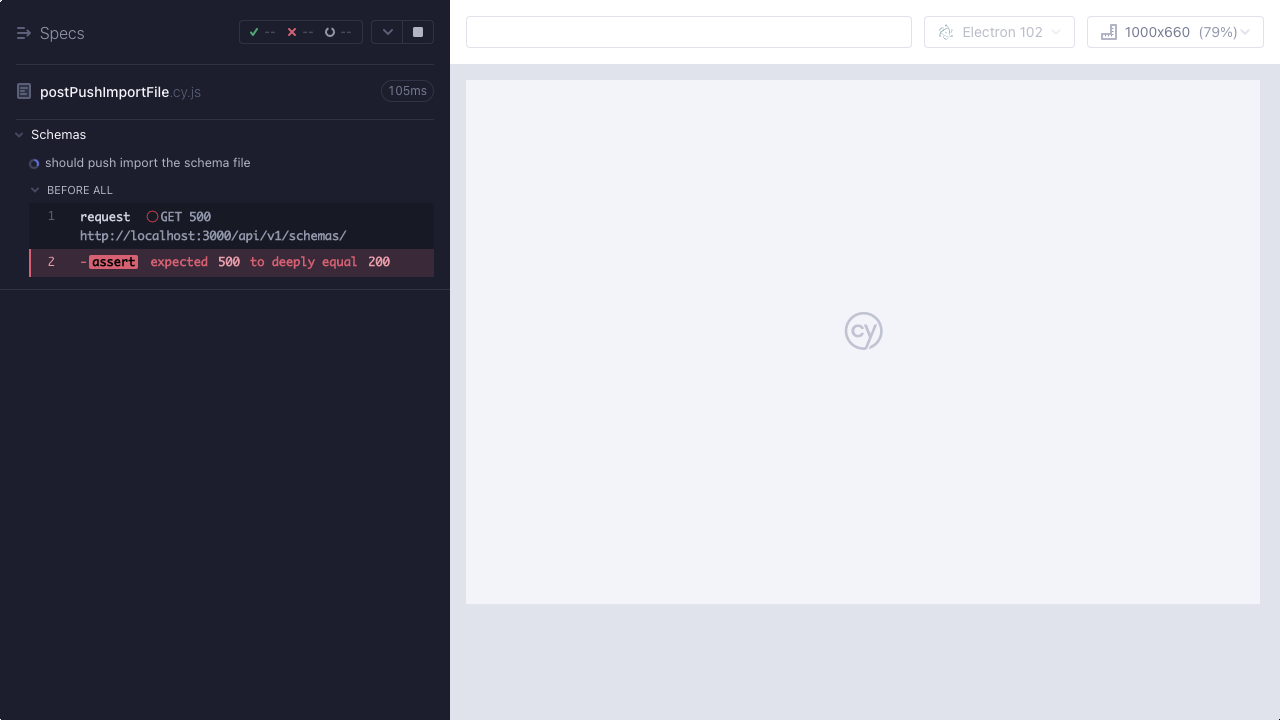 Specs
-- -- --
postPushImportFile.cy.js
105ms
Schemas
should push import the schema file
BEFORE ALL
1 request GET 500
http://localhost:3000/api/v1/schemas/
2 -assert expected 500 to deeply equal 200
Electron 102
1000x660 (79%)
cy